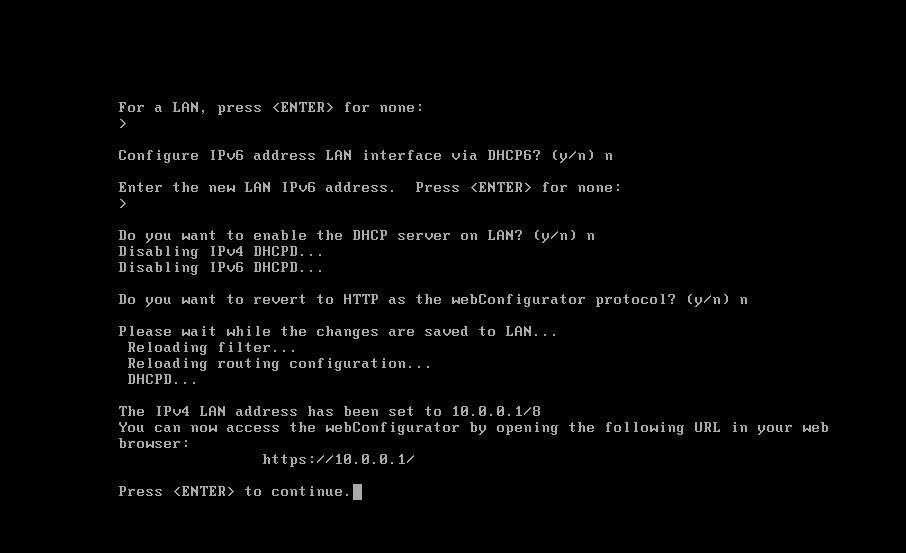 For a LAN, press <ENTER> for none:
>
Configure IPv6 address LAN interface via DHCP6? (y/n) n
Enter the new LAN IPv6 address.  Press <ENTER> for none:
>
Do you want to enable the DHCP server on LAN? (y/n) n
Disabling IPv4 DHCPD...
Disabling IPv6 DHCPD...
Do you want to revert to HTTP as the webConfigurator protocol? (y/n) n
Please wait while the changes are saved to LAN...
Reloading filter...
Reloading routing configuration...
DHCPD...
The IPv4 LAN address has been set to 10.0.0.1/8
You can now access the webConfigurator by opening the following URL in your web
browser:
https://10.0.0.1/
Press <ENTER> to continue.